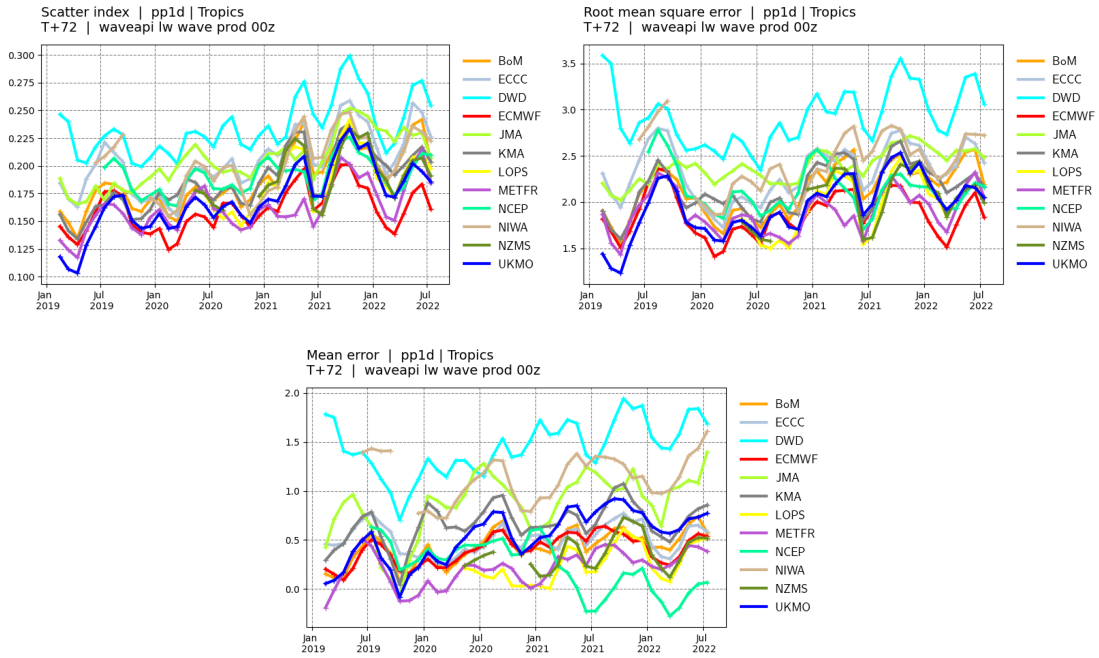 Scatter index | pp1d | Tropics
T+72 | waveapi lw wave prod 00z
0.300
0.275
0.250
0.225
0.200
0.175
0.150
0.125
0.100
Jan 2019
Jul 2019
Jan 2020
Jul 2020
Jan 2021
Jul 2021
Jan 2022
Jul 2022
BoM
ECCC
DWD
ECMWF
JMA
KMA
LOPS
METFR
NCEP
NIWA
NZMS
UKMO
Root mean square error | pp1d | Tropics
T+72 | waveapi lw wave prod 00z
3.5
3.0
2.5
2.0
1.5
Jan 2019
Jul 2019
Jan 2020
Jul 2020
Jan 2021
Jul 2021
Jan 2022
Jul 2022
BoM
ECCC
DWD
ECMWF
JMA
KMA
LOPS
METFR
NCEP
NIWA
NZMS
UKMO
Mean error | pp1d | Tropics
T+72 | waveapi lw wave prod 00z
2.0
1.5
1.0
0.5
0.0
Jan 2019
Jul 2019
Jan 2020
Jul 2020
Jan 2021
Jul 2021
Jan 2022
Jul 2022
BoM
ECCC
DWD
ECMWF
JMA
KMA
LOPS
METFR
NCEP
NIWA
NZMS
UKMO